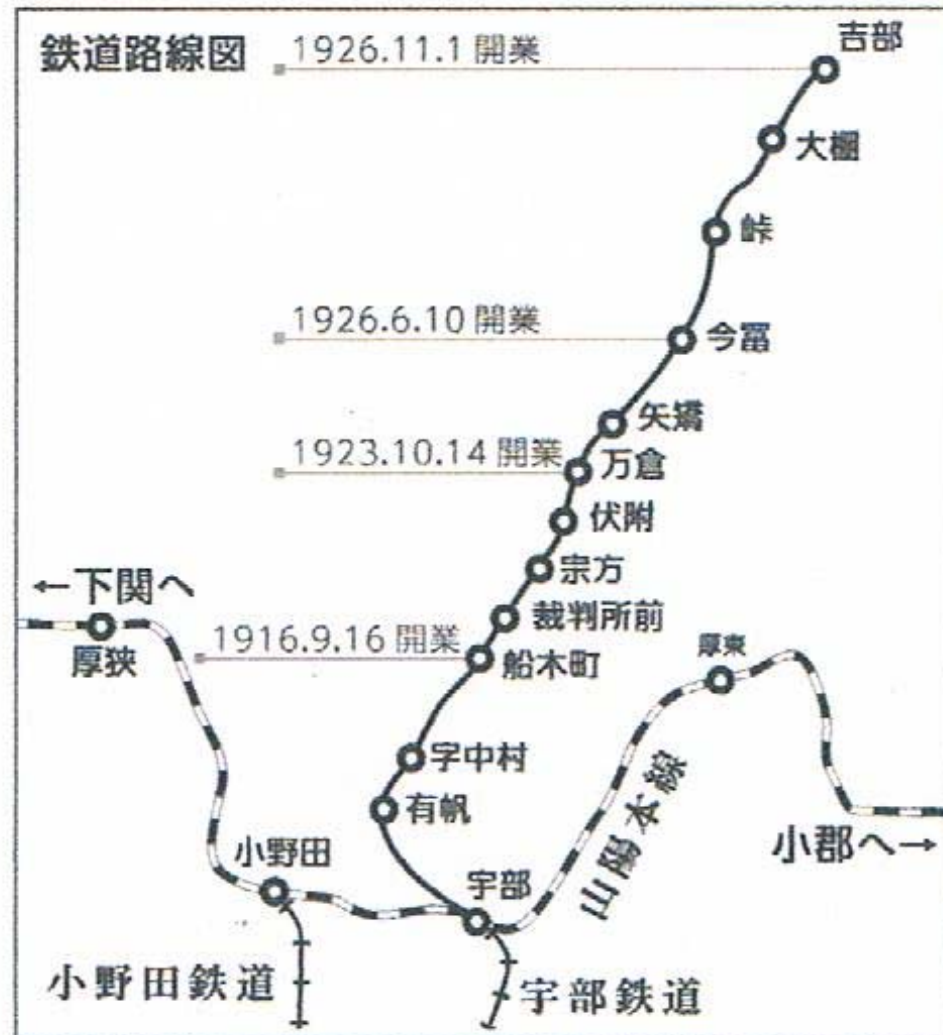 鉄道路線図
1926.11.1 開業
吉部
大棚
峠
1926.6.10 開業
今冨
矢矯
1923.10.14 開業
万倉
伏附
宗方
←下関へ
裁判所前
厚狭
1916.9.16 開業
船木町
厚東
字中村
有帆
山陽本線
小郡へ→
小野田
宇部
小野田鉄道
宇部鉄道